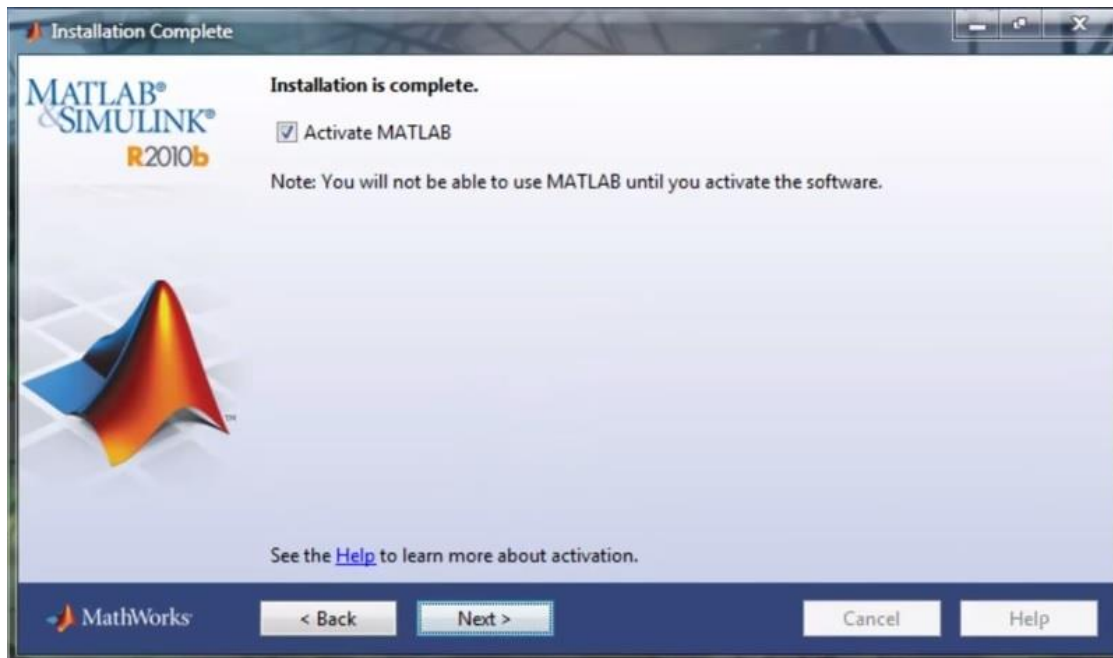 Installation Complete
MATLAB®
&SIMULINK®
R2010b
Installation is complete.
Activate MATLAB
Note: You will not be able to use MATLAB until you activate the software.
TM
See the Help to learn more about activation.
MathWorks
< Back
Next >
Cancel
Help